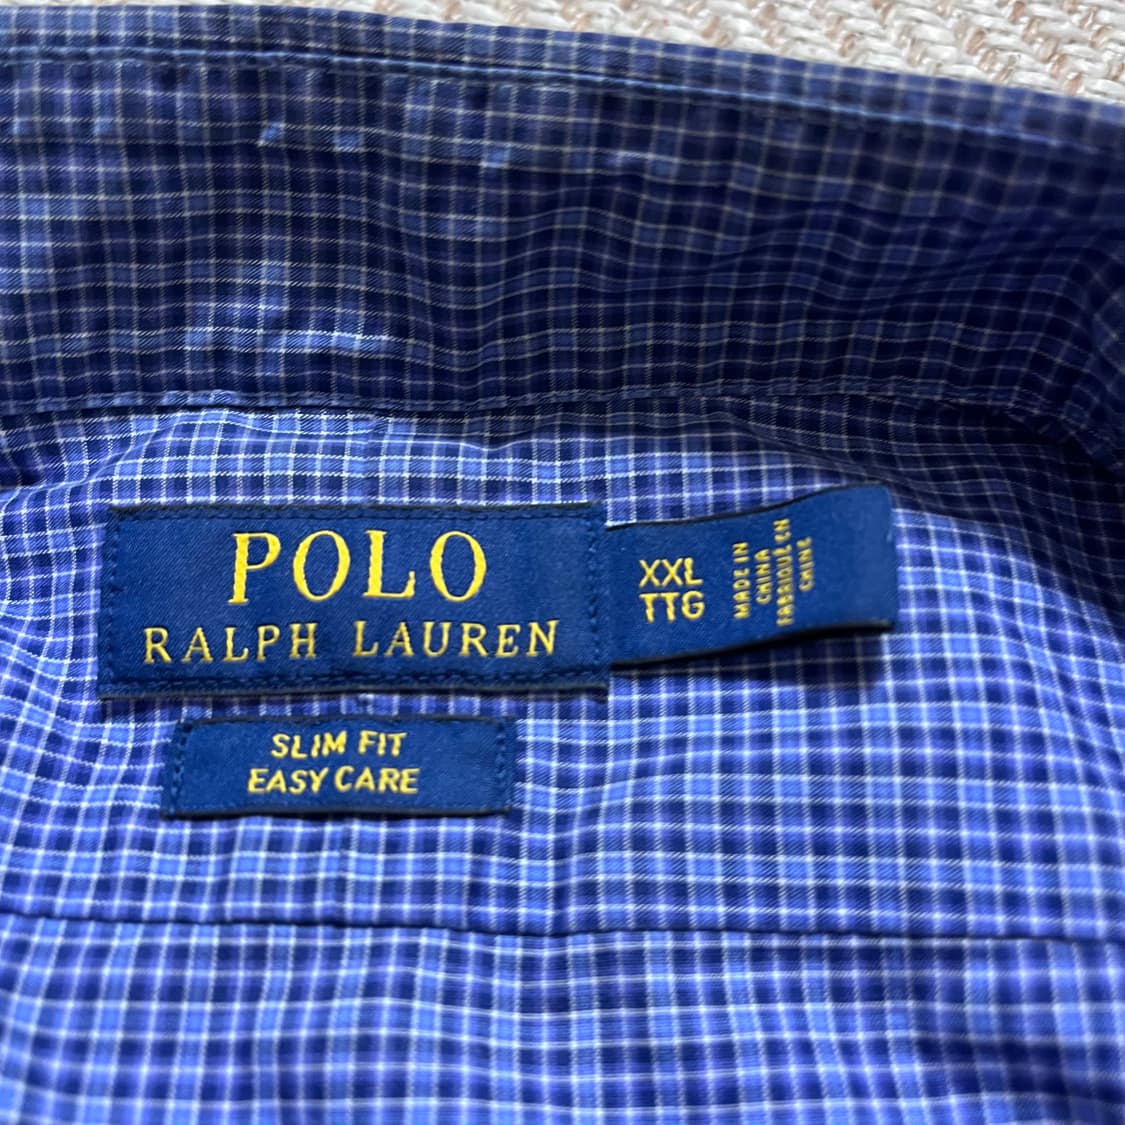 POLO
RALPH LAUREN
XXL
TTG
MADE IN
CHINA
FABRIQUÉ EN
CHINE
SLIM FIT
EASY CARE